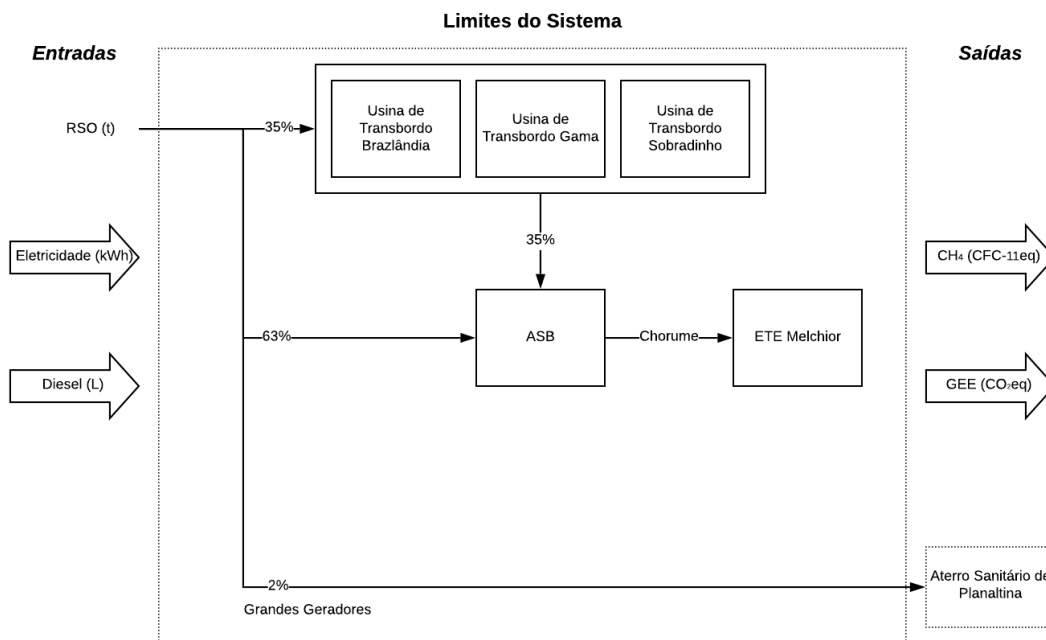 Limites do Sistema
Entradas
Saídas
RSO (t)
35%
Usina de
Transbordo
Brazlândia
Usina de
Transbordo Gama
Usina de
Transbordo
Sobradinho
35%
Eletricidade (kWh)
CH₄ (CFC-11eq)
63%
ASB
Chorume
ETE Melchior
Diesel (L)
GEE (CO₂eq)
2%
Grandes Geradores
Aterro Sanitário de
Planaltina